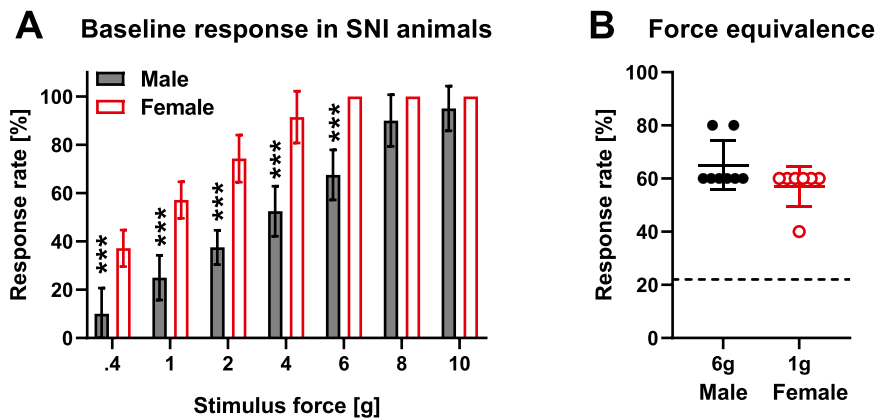 A Baseline response in SNI animals
Male
Female
Response rate [%]
100
80
60
40
20
0
***
***
***
***
***
.4 1 2 4 6 8 10
Stimulus force [g]
B Force equivalence
Response rate [%]
100
80
60
40
20
0
6g 1g
Male Female